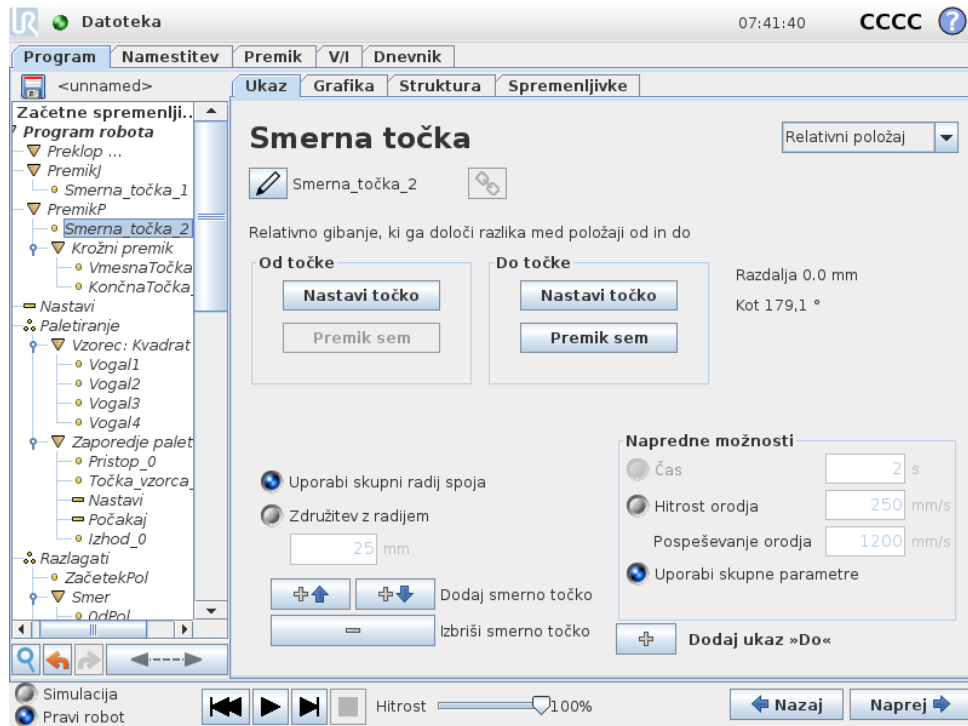 UR Datoteka 07:41:40 CCCC ?
Program Namestitev Premik V/I Dnevnik
<unnamed>
Ukaz Grafika Struktura Spremenljivke
Začetne spremenlji..
Program robota
Preklop ...
PremikJ
Smerna_točka_1
PremikP
Smerna_točka_2
Krožni premik
VmesnaTočka
KončnaTočka_
Nastavi
Paletiranje
Vzorec: Kvadrat
Vogal1
Vogal2
Vogal3
Vogal4
Zaporedje palet
Pristop_0
Točka_vzorca_
Nastavi
Počakaj
Izhod_0
Razlagati
ZačetekPol
Smer
OdPol
Smerna točka
Relativni položaj
Smerna_točka_2
Relativno gibanje, ki ga določi razlika med položaji od in do
Od točke
Nastavi točko
Premik sem
Do točke
Nastavi točko
Premik sem
Razdalja 0.0 mm
Kot 179,1 °
Uporabi skupni radij spoja
Združitev z radijem
25 mm
Dodaj smerno točko
Izbriši smerno točko
Napredne možnosti
Čas 2 s
Hitrost orodja 250 mm/s
Pospeševanje orodja 1200 mm/s
Uporabi skupne parametre
Dodaj ukaz »Do«
Simulacija
Pravi robot
Hitrost 100%
Nazaj
Naprej